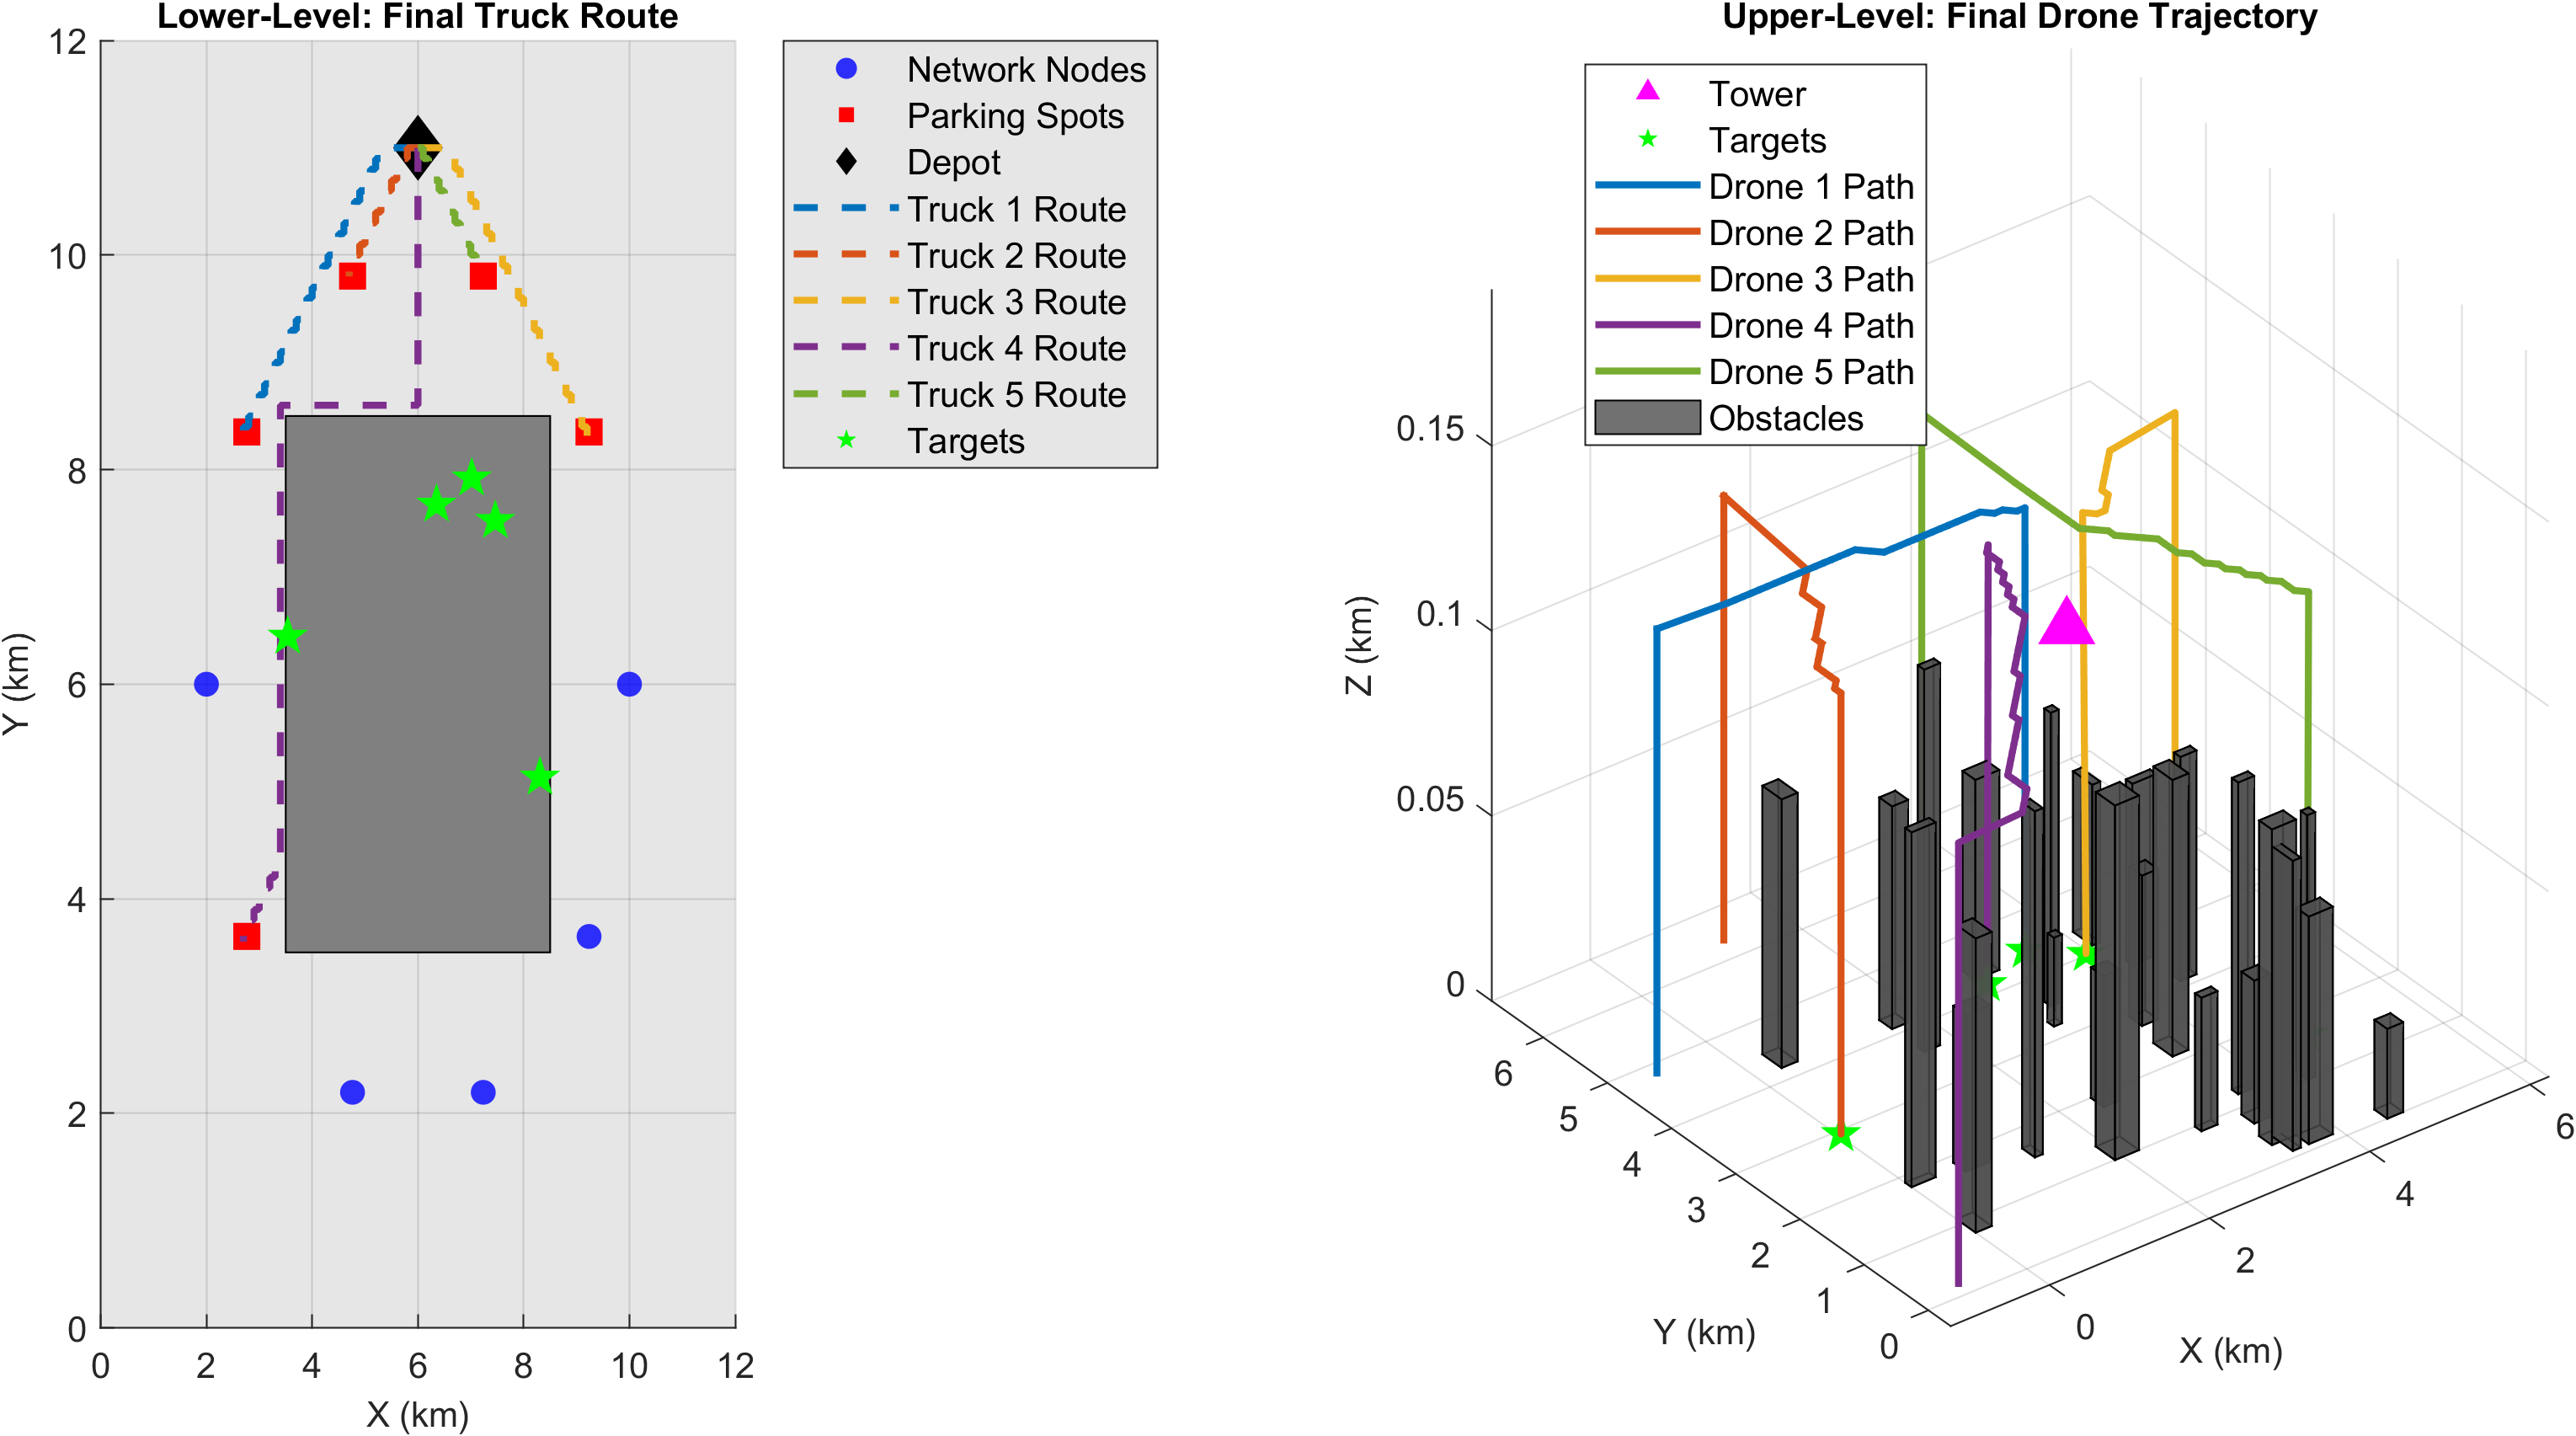 Lower-Level: Final Truck Route
12
10
8
6
4
2
0
0 2 4 6 8 10 12
X (km)
Y (km)
Network Nodes
Parking Spots
Depot
Truck 1 Route
Truck 2 Route
Truck 3 Route
Truck 4 Route
Truck 5 Route
Targets
Upper-Level: Final Drone Trajectory
Tower
Targets
Drone 1 Path
Drone 2 Path
Drone 3 Path
Drone 4 Path
Drone 5 Path
Obstacles
0.15
0.1
0.05
0
Z (km)
6
5
4
3
2
1
0
Y (km)
0
2
4
6
X (km)